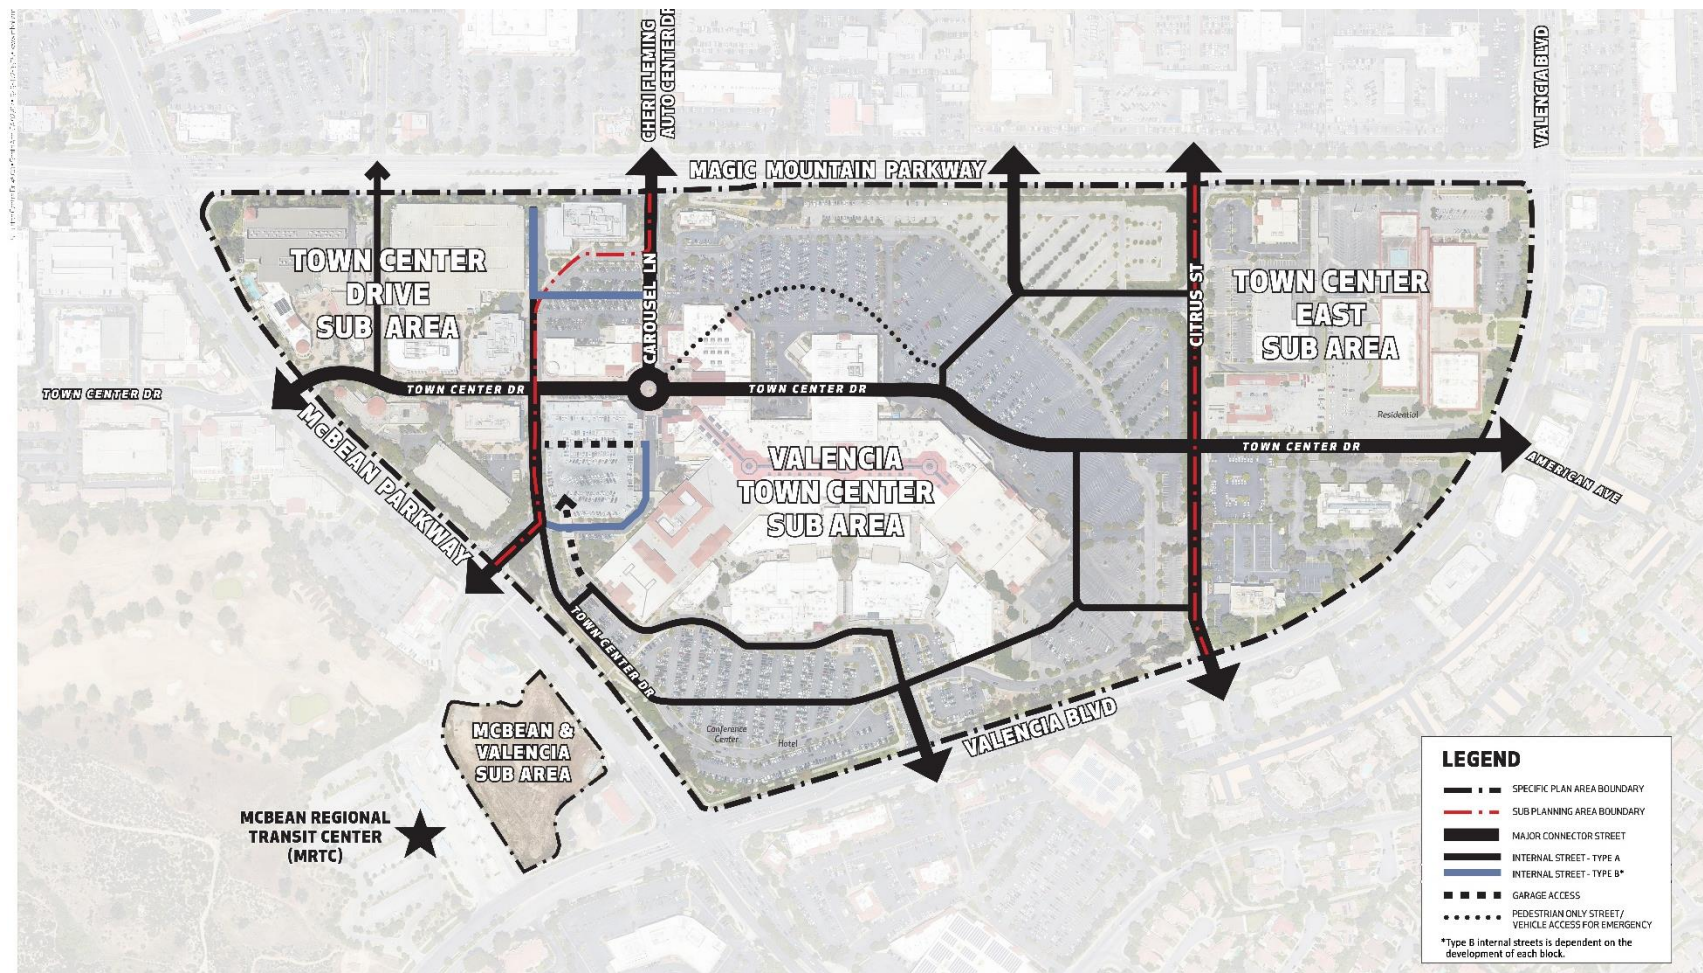 CHERI FLEMING
AUTO CENTER DR
VALENCIA BLVD
MAGIC MOUNTAIN PARKWAY
TOWN CENTER
DRIVE
SUB AREA
CAROUSEL LN
CITRUS ST
TOWN CENTER
EAST
SUB AREA
TOWN CENTER DR
TOWN CENTER DR
TOWN CENTER DR
Residential
TOWN CENTER DR
AMERICAN AVE
McBEAN PARKWAY
VALENCIA
TOWN CENTER
SUB AREA
TOWN CENTER DR
Conference
Center
Hotel
VALENCIA BLVD
MCBEAN &
VALENCIA
SUB AREA
MCBEAN REGIONAL
TRANSIT CENTER
(MRTC)
LEGEND
SPECIFIC PLAN AREA BOUNDARY
SUB PLANNING AREA BOUNDARY
MAJOR CONNECTOR STREET
INTERNAL STREET - TYPE A
INTERNAL STREET - TYPE B*
GARAGE ACCESS
PEDESTRIAN ONLY STREET/
VEHICLE ACCESS FOR EMERGENCY
*Type B internal streets is dependent on the
development of each block.